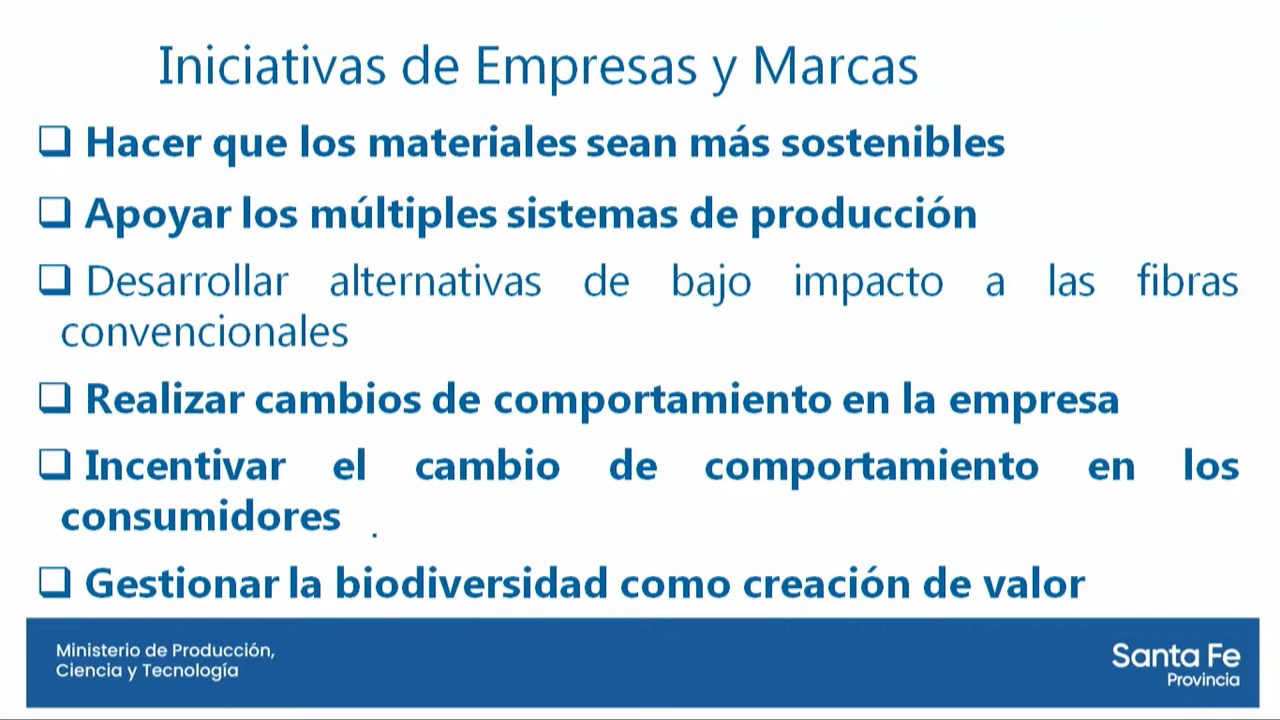 Iniciativas de Empresas y Marcas
❑ Hacer que los materiales sean más sostenibles
❑ Apoyar los múltiples sistemas de producción
❑ Desarrollar alternativas de bajo impacto a las fibras
convencionales
❑ Realizar cambios de comportamiento en la empresa
❑ Incentivar el cambio de comportamiento en los
consumidores .
❑ Gestionar la biodiversidad como creación de valor
Ministerio de Producción,
Ciencia y Tecnología
Santa Fe
Provincia